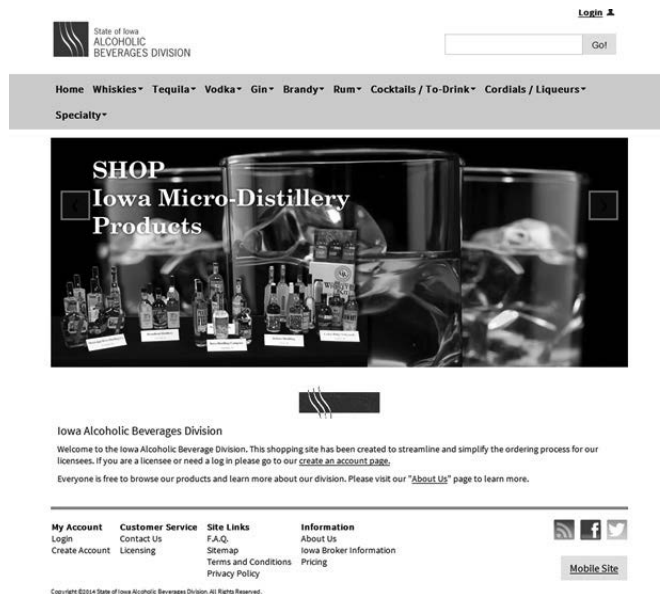 Login
State of Iowa
ALCOHOLIC
BEVERAGES DIVISION
Go!
Home Whiskies Tequila Vodka Gin Brandy Rum Cocktails / To-Drink Cordials / Liqueurs
Specialty
SHOP
Iowa Micro-Distillery
Products
Iowa Alcoholic Beverages Division
Welcome to the Iowa Alcoholic Beverage Division. This shopping site has been created to streamline and simplify the ordering process for our
licensees. If you are a licensee or need a log in please go to our create an account page.
Everyone is free to browse our products and learn more about our division. Please visit our "About Us" page to learn more.
My Account Customer Service Site Links Information
Login Contact Us F.A.Q. About Us
Create Account Licensing Sitemap Iowa Broker Information
Terms and Conditions Pricing
Privacy Policy
Mobile Site
Copyright ©2014 State of Iowa Alcoholic Beverages Division. All Rights Reserved.